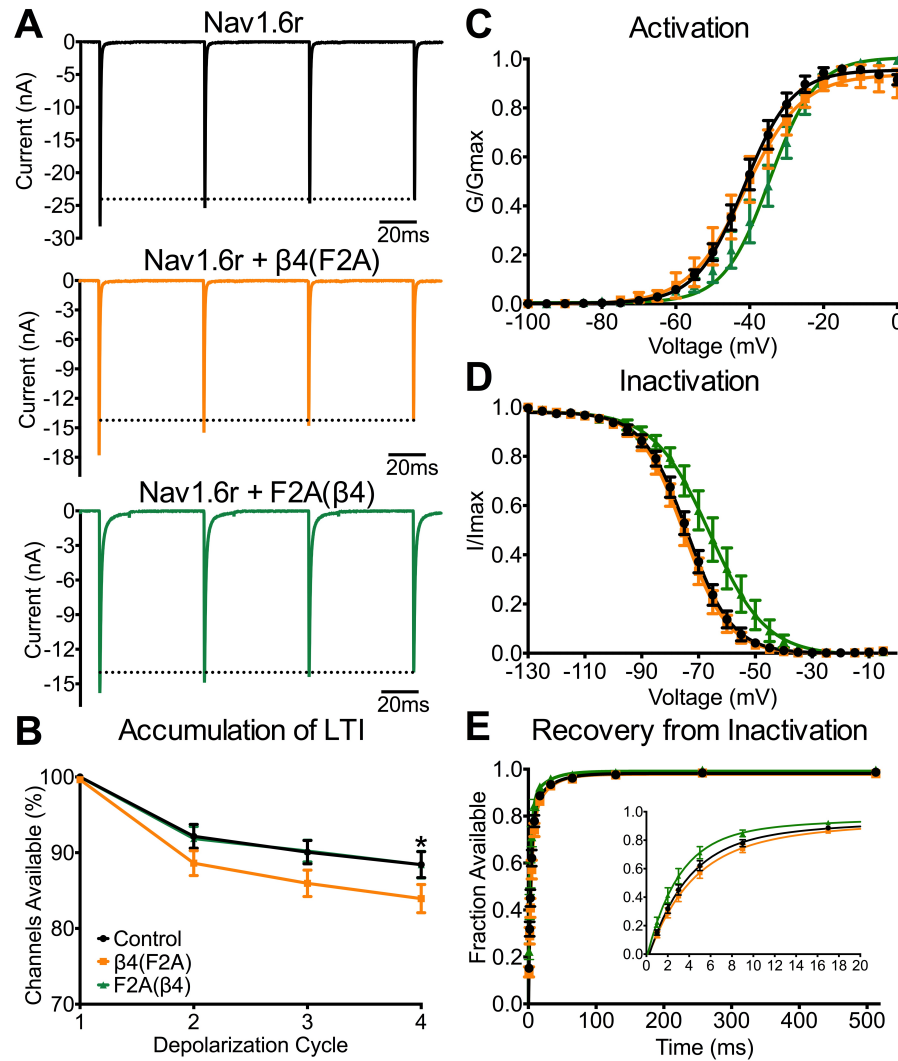 A
Nav1.6r
Current (nA)
0
-5
-10
-15
-20
-25
-30
20ms
Nav1.6r + β4(F2A)
Current (nA)
0
-3
-6
-9
-12
-15
-18
20ms
Nav1.6r + F2A(β4)
Current (nA)
0
-3
-6
-9
-12
-15
20ms
B
Accumulation of LTI
Channels Available (%)
100
90
80
70
*
Control
β4(F2A)
F2A(β4)
1 2 3 4
Depolarization Cycle
C
Activation
G/Gmax
1.0
0.8
0.6
0.4
0.2
0.0
-100 -80 -60 -40 -20 0
Voltage (mV)
D
Inactivation
I/Imax
1.0
0.8
0.6
0.4
0.2
0.0
-130 -110 -90 -70 -50 -30 -10
Voltage (mV)
E
Recovery from Inactivation
Fraction Available
1.0
0.8
0.6
0.4
0.2
0.0
0 100 200 300 400 500
Time (ms)
1.0
0.8
0.6
0.4
0.2
0.0
0 2 4 6 8 10 12 14 16 18 20